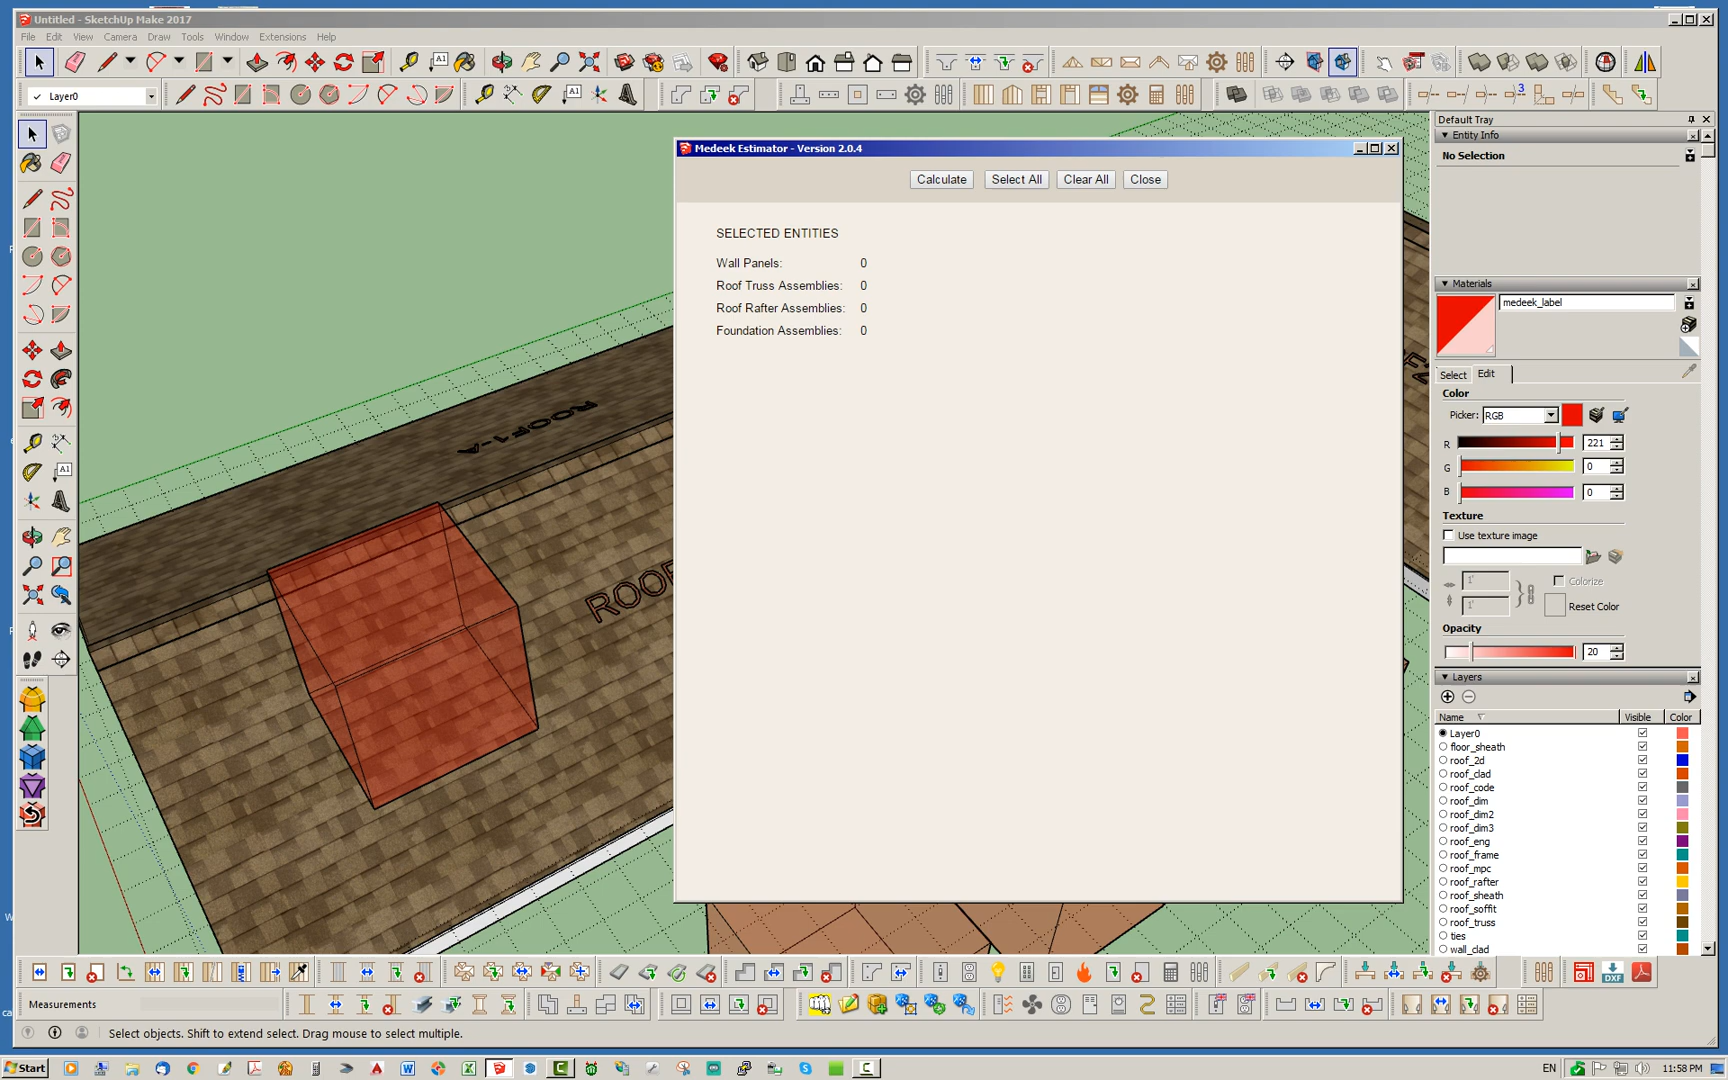 Untitled - SketchUp Make 2017
File Edit View Camera Draw Tools Window Extensions Help
Layer0
Default Tray
Entity Info
No Selection
Medeek Estimator - Version 2.0.4
Calculate Select All Clear All Close
SELECTED ENTITIES
Wall Panels: 0
Roof Truss Assemblies: 0
Roof Rafter Assemblies: 0
Foundation Assemblies: 0
Materials
medeek_label
Select Edit
Color
Picker: RGB
R 221
G 0
B 0
Texture
Use texture image
1'
Colorize
1'
Reset Color
Opacity
20
Layers
Name Visible Color
Layer0
floor_sheath
roof_2d
roof_clad
roof_code
roof_dim
roof_dim2
roof_dim3
roof_eng
roof_frame
roof_mpc
roof_rafter
roof_sheath
roof_soffit
roof_truss
ties
wall_clad
ROOF1-A
ROOF
Measurements
Select objects. Shift to extend select. Drag mouse to select multiple.
Start
EN
11:58 PM